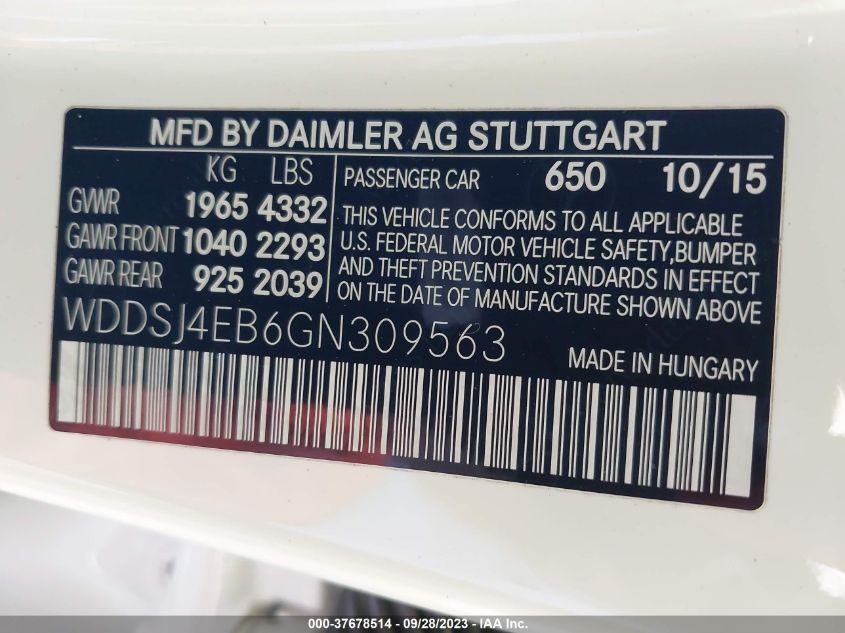 MFD BY DAIMLER AG STUTTGART
KG LBS
GVWR 1965 4332
GAWR FRONT 1040 2293
GAWR REAR 925 2039
PASSENGER CAR 650 10/15
THIS VEHICLE CONFORMS TO ALL APPLICABLE
U.S. FEDERAL MOTOR VEHICLE SAFETY,BUMPER
AND THEFT PREVENTION STANDARDS IN EFFECT
ON THE DATE OF MANUFACTURE SHOWN ABOVE
WDDSJ4EB6GN309563
MADE IN HUNGARY
000-37678514 - 09/28/2023 - IAA Inc.